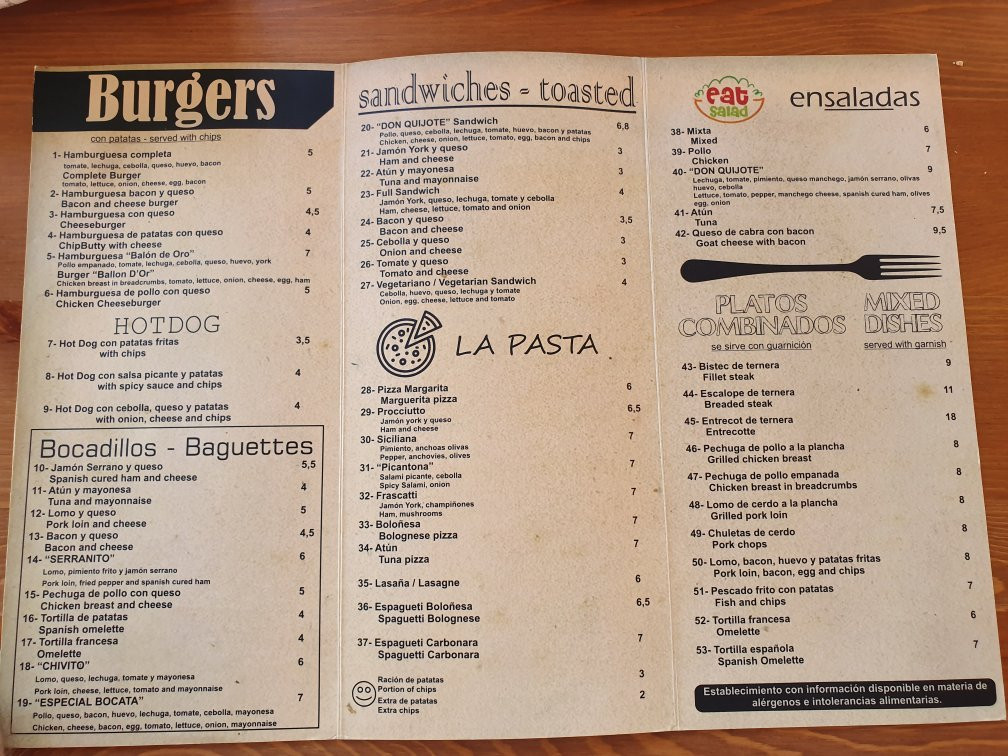 Burgers
con patatas - served with chips
1- Hamburguesa completa 5
tomate, lechuga, cebolla, queso, huevo, bacon
Complete Burger
tomato, lettuce, onion, cheese, egg, bacon
2- Hamburguesa bacon y queso 5
Bacon and cheese burger
3- Hamburguesa con queso 4,5
Cheeseburger
4- Hamburguesa de patatas con queso 4
ChipButty with cheese
5- Hamburguesa "Balón de Oro" 7
Pollo empanado, tomate, lechuga, cebolla, queso, huevo, york
Burger "Ballon D'Or"
Chicken breast in breadcrumbs, tomato, lettuce, onion, cheese, egg, ham
6- Hamburguesa de pollo con queso 5
Chicken Cheeseburger
HOTDOG
7- Hot Dog con patatas fritas 3,5
with chips
8- Hot Dog con salsa picante y patatas 4
with spicy sauce and chips
9- Hot Dog con cebolla, queso y patatas 4
with onion, cheese and chips
Bocadillos - Baguettes
10- Jamón Serrano y queso 5,5
Spanish cured ham and cheese
11- Atún y mayonesa 4
Tuna and mayonnaise
12- Lomo y queso 5
Pork loin and cheese
13- Bacon y queso 4,5
Bacon and cheese
14- "SERRANITO" 6
Lomo, pimiento frito y jamón serrano
Pork loin, fried pepper and spanish cured ham
15- Pechuga de pollo con queso 5
Chicken breast and cheese
16- Tortilla de patatas 4
Spanish omelette
17- Tortilla francesa 4
Omelette
18- "CHIVITO" 6
Lomo, queso, lechuga, tomate y mayonesa
Pork loin, cheese, lettuce, tomato and mayonnaise
19- "ESPECIAL BOCATA" 7
Pollo, queso, bacon, huevo, lechuga, tomate, cebolla, mayonesa
Chicken, cheese, bacon, egg, tomato, lettuce, onion, mayonnaise
sandwiches - toasted
20- "DON QUIJOTE" Sandwich 6,8
Pollo, queso, cebolla, lechuga, tomate, huevo, bacon y patatas
Chicken, cheese, onion, lettuce, tomato, egg, bacon and chips
21- Jamón York y queso 3
Ham and cheese
22- Atún y mayonesa 3
Tuna and mayonnaise
23- Full Sandwich 4
Jamón York, queso, lechuga, tomate y cebolla
Ham, cheese, lettuce, tomato and onion
24- Bacon y queso 3,5
Bacon and cheese
25- Cebolla y queso 3
Onion and cheese
26- Tomate y queso 3
Tomato and cheese
27- Vegetariano / Vegetarian Sandwich 4
Cebolla, huevo, queso, lechuga y tomate
Onion, egg, cheese, lettuce and tomato
LA PASTA
28- Pizza Margarita 6
Marguerita pizza
29- Procciutto 6,5
Jamón york y queso
Ham and cheese
30- Siciliana 7
Pimiento, anchoas olivas
Pepper, anchovies, olives
31- "Picantona" 7
Salami picante, cebolla
Spicy Salami, onion
32- Frascatti 7
Jamón York, champiñones
Ham, mushrooms
33- Boloñesa 7
Bolognese pizza
34- Atún 7
Tuna pizza
35- Lasaña / Lasagne 6
36- Espagueti Boloñesa 6,5
Spaguetti Bolognese
37- Espagueti Carbonara 7
Spaguetti Carbonara
Ración de patatas 3
Portion of chips
Extra de patatas 2
Extra chips
eat
salad
ensaladas
38- Mixta 6
Mixed
39- Pollo 7
Chicken
40- "DON QUIJOTE" 9
Lechuga, tomate, pimiento, queso manchego, jamón serrano, olivas
huevo, cebolla
Lettuce, tomato, pepper, manchego cheese, spanish cured ham, olives
egg, onion
41- Atún 7,5
Tuna
42- Queso de cabra con bacon 9,5
Goat cheese with bacon
PLATOS MIXED
COMBINADOS DISHES
se sirve con guarnición served with garnish
43- Bistec de ternera 9
Fillet steak
44- Escalope de ternera 11
Breaded steak
45- Entrecot de ternera 18
Entrecotte
46- Pechuga de pollo a la plancha 8
Grilled chicken breast
47- Pechuga de pollo empanada 8
Chicken breast in breadcrumbs
48- Lomo de cerdo a la plancha 8
Grilled pork loin
49- Chuletas de cerdo 8
Pork chops
50- Lomo, bacon, huevo y patatas fritas 8
Pork loin, bacon, egg and chips
51- Pescado frito con patatas 7
Fish and chips
52- Tortilla francesa 6
Omelette
53- Tortilla española 7
Spanish Omelette
Establecimiento con información disponible en materia de
alérgenos e intolerancias alimentarias.